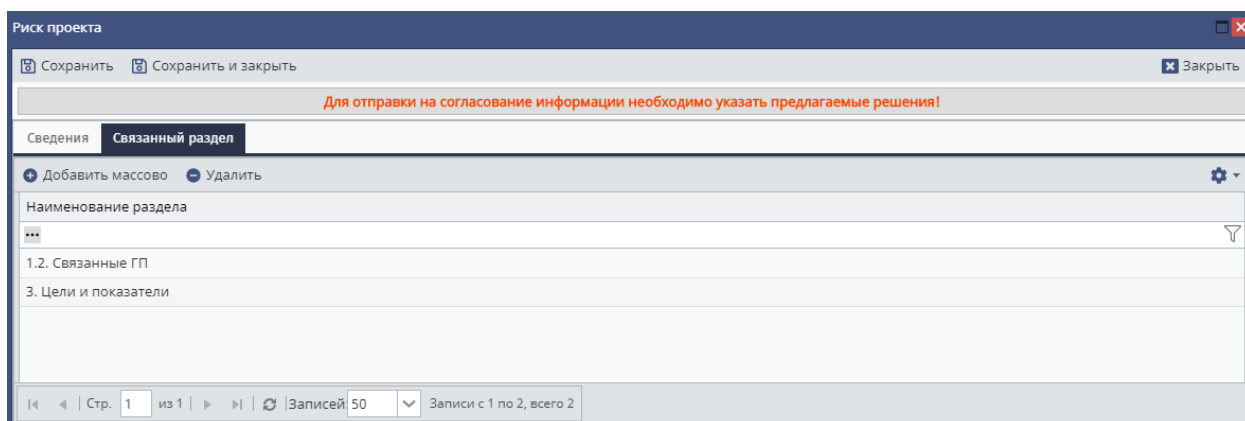 Риск проекта
Сохранить Сохранить и закрыть Закрыть
Для отправки на согласование информации необходимо указать предлагаемые решения!
Сведения Связанный раздел
Добавить массово Удалить
Наименование раздела
...
1.2. Связанные ГП
3. Цели и показатели
Стр. 1 из 1 Записей: 50 Записи с 1 по 2, всего 2